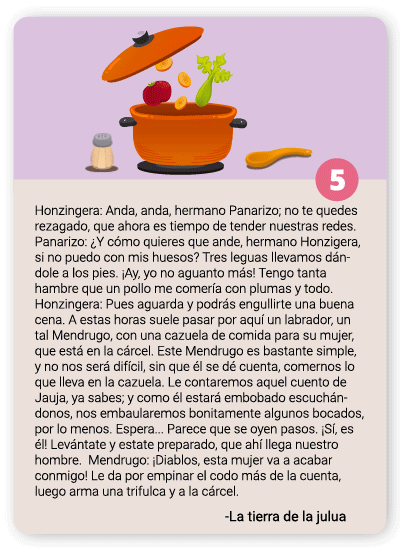 5
Honzingera: Anda, anda, hermano Panarizo; no te quedes
rezagado, que ahora es tiempo de tender nuestras redes.
Panarizo: ¿Y cómo quieres que ande, hermano Honzigera,
si no puedo con mis huesos? Tres leguas llevamos dán-
dole a los pies. ¡Ay, yo no aguanto más! Tengo tanta
hambre que un pollo me comería con plumas y todo.
Honzingera: Pues aguarda y podrás engullirte una buena
cena. A estas horas suele pasar por aquí un labrador, un
tal Mendrugo, con una cazuela de comida para su mujer,
que está en la cárcel. Este Mendrugo es bastante simple,
y no nos será difícil, sin que él se dé cuenta, comernos lo
que lleva en la cazuela. Le contaremos aquel cuento de
Jauja, ya sabes; y como él estará embobado escuchán-
donos, nos embaularemos bonitamente algunos bocados,
por lo menos. Espera... Parece que se oyen pasos. ¡Sí, es
él! Levántate y estate preparado, que ahí llega nuestro
hombre.  Mendrugo: ¡Diablos, esta mujer va a acabar
conmigo! Le da por empinar el codo más de la cuenta,
luego arma una trifulca y a la cárcel.
-La tierra de la julua